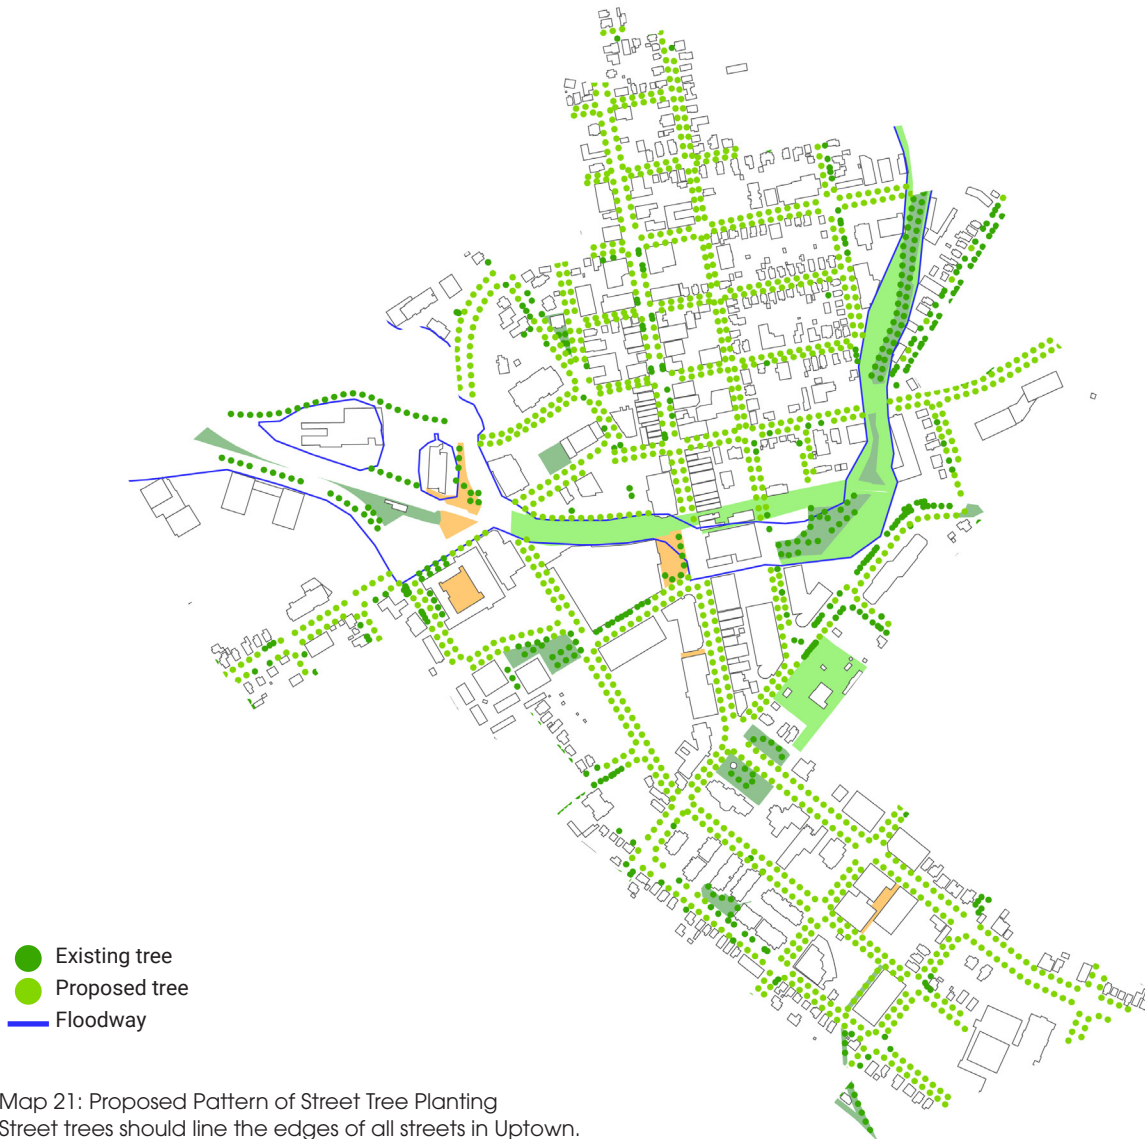 Existing tree
Proposed tree
Floodway
Map 21: Proposed Pattern of Street Tree Planting
Street trees should line the edges of all streets in Uptown.